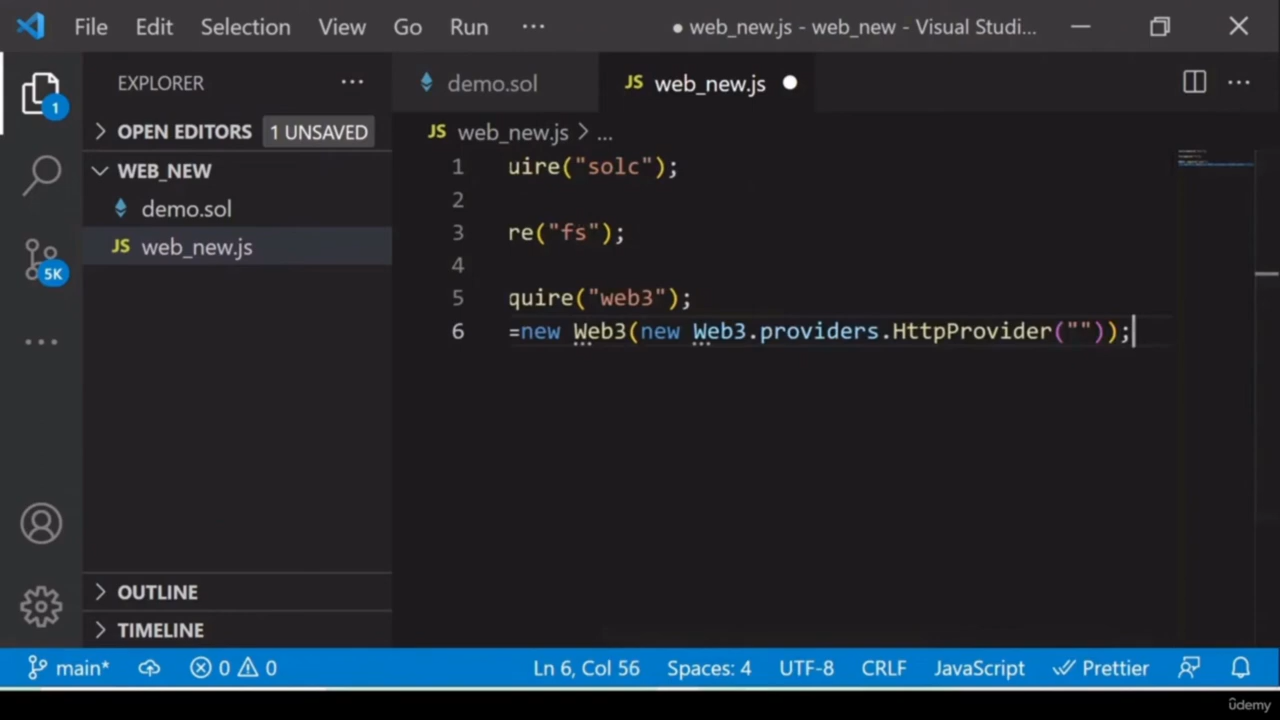 File Edit Selection View Go Run ... ● web_new.js - web_new - Visual Studi...
EXPLORER ...
1
OPEN EDITORS 1 UNSAVED
WEB_NEW
demo.sol
JS web_new.js
5K
OUTLINE
TIMELINE
demo.sol JS web_new.js ●
JS web_new.js > ...
1 uire("solc");
2
3 re("fs");
4
5 quire("web3");
6 =new Web3(new Web3.providers.HttpProvider(""));
main* 0 0 Ln 6, Col 56 Spaces: 4 UTF-8 CRLF JavaScript Prettier
ûdemy